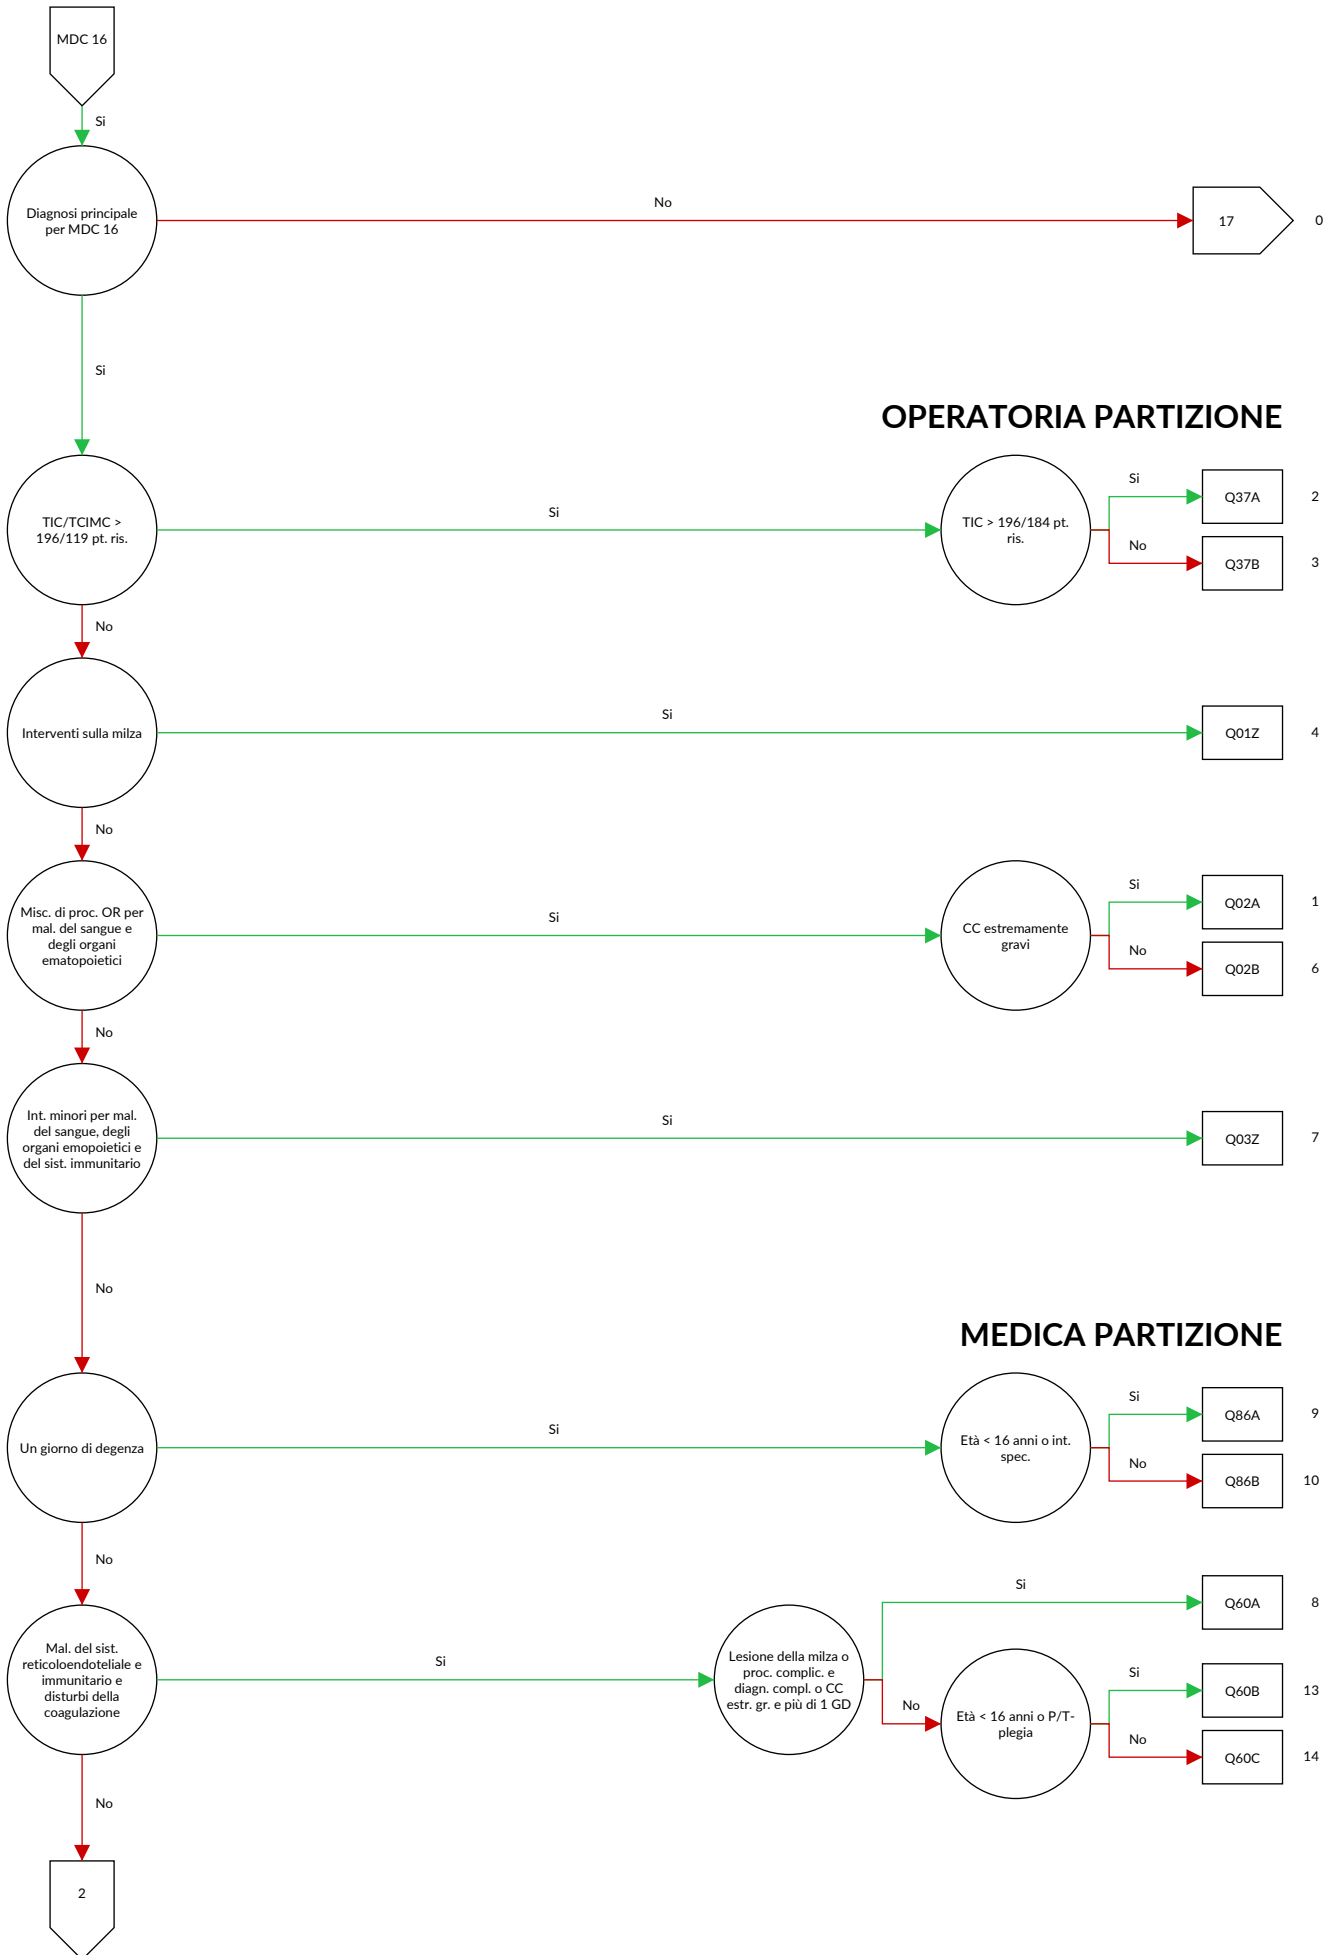 MDC 16
Si
Diagnosi principale
per MDC 16
No
17
0
Si
OPERATORIA PARTIZIONE
TIC/TCIMC >
196/119 pt. ris.
Si
TIC > 196/184 pt.
ris.
Si
Q37A
2
No
Q37B
3
No
Interventi sulla milza
Si
Q01Z
4
No
Misc. di proc. OR per
mal. del sangue e
degli organi
ematopoietici
Si
CC estremamente
gravi
Si
Q02A
1
No
Q02B
6
No
Int. minori per mal.
del sangue, degli
organi emopoietici e
del sist. immunitario
Si
Q03Z
7
No
MEDICA PARTIZIONE
Un giorno di degenza
Si
Età < 16 anni o int.
spec.
Si
Q86A
9
No
Q86B
10
No
Mal. del sist.
reticoloendoteliale e
immunitario e
disturbi della
coagulazione
Si
Lesione della milza o
proc. complic. e
diagn. compl. o CC
estr. gr. e più di 1 GD
Si
Q60A
8
No
Età < 16 anni o P/T-
plegia
Si
Q60B
13
No
Q60C
14
No
2